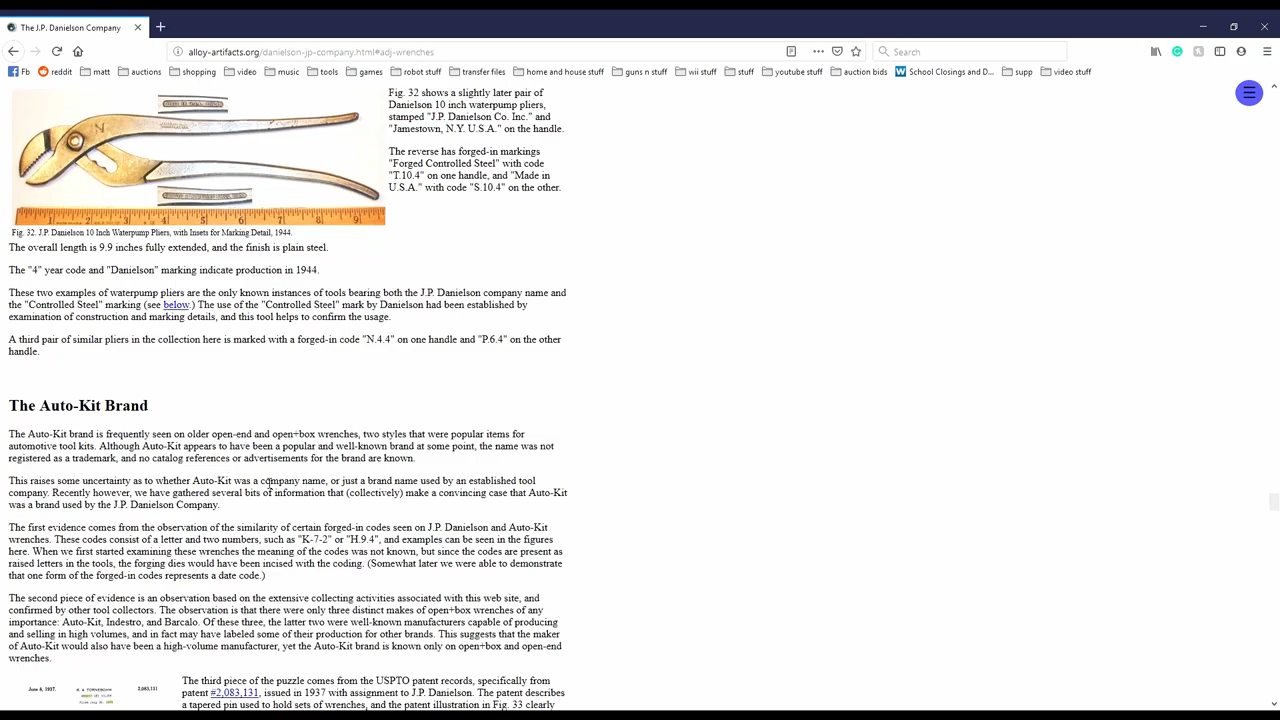 The J.P. Danielson Company
alloy-artifacts.org/danielson-jp-company.html#adj-wrenches
Search
Fb
reddit
matt
auctions
shopping
video
music
tools
games
robot stuff
transfer files
home and house stuff
guns n stuff
wii stuff
stuff
youtube stuff
auction bids
W School Closings and D...
supp
video stuff
N
1 2 3 4 5 6 7 8 9
Fig. 32 shows a slightly later pair of
Danielson 10 inch waterpump pliers,
stamped "J.P. Danielson Co. Inc." and
"Jamestown, N.Y. U.S.A." on the handle.
The reverse has forged-in markings
"Forged Controlled Steel" with code
"T.10.4" on one handle, and "Made in
U.S.A." with code "S.10.4" on the other.
Fig. 32. J.P. Danielson 10 Inch Waterpump Pliers, with Insets for Marking Detail, 1944.
The overall length is 9.9 inches fully extended, and the finish is plain steel.
The "4" year code and "Danielson" marking indicate production in 1944.
These two examples of waterpump pliers are the only known instances of tools bearing both the J.P. Danielson company name and
the "Controlled Steel" marking (see below.) The use of the "Controlled Steel" mark by Danielson had been established by
examination of construction and marking details, and this tool helps to confirm the usage.
A third pair of similar pliers in the collection here is marked with a forged-in code "N.4.4" on one handle and "P.6.4" on the other
handle.
The Auto-Kit Brand
The Auto-Kit brand is frequently seen on older open-end and open+box wrenches, two styles that were popular items for
automotive tool kits. Although Auto-Kit appears to have been a popular and well-known brand at some point, the name was not
registered as a trademark, and no catalog references or advertisements for the brand are known.
This raises some uncertainty as to whether Auto-Kit was a company name, or just a brand name used by an established tool
company. Recently however, we have gathered several bits of information that (collectively) make a convincing case that Auto-Kit
was a brand used by the J.P. Danielson Company.
The first evidence comes from the observation of the similarity of certain forged-in codes seen on J.P. Danielson and Auto-Kit
wrenches. These codes consist of a letter and two numbers, such as "K-7-2" or "H.9.4", and examples can be seen in the figures
here. When we first started examining these wrenches the meaning of the codes was not known, but since the codes are present as
raised letters in the tools, the forging dies would have been incised with the coding. (Somewhat later we were able to demonstrate
that one form of the forged-in codes represents a date code.)
The second piece of evidence is an observation based on the extensive collecting activities associated with this web site, and
confirmed by other tool collectors. The observation is that there were only three distinct makes of open+box wrenches of any
importance: Auto-Kit, Indestro, and Barcalo. Of these three, the latter two were well-known manufacturers capable of producing
and selling in high volumes, and in fact may have labeled some of their production for other brands. This suggests that the maker
of Auto-Kit would also have been a high-volume manufacturer, yet the Auto-Kit brand is known only on open+box and open-end
wrenches.
June 8, 1937.
2,083,131
The third piece of the puzzle comes from the USPTO patent records, specifically from
patent #2,083,131, issued in 1937 with assignment to J.P. Danielson. The patent describes
a tapered pin used to hold sets of wrenches, and the patent illustration in Fig. 33 clearly